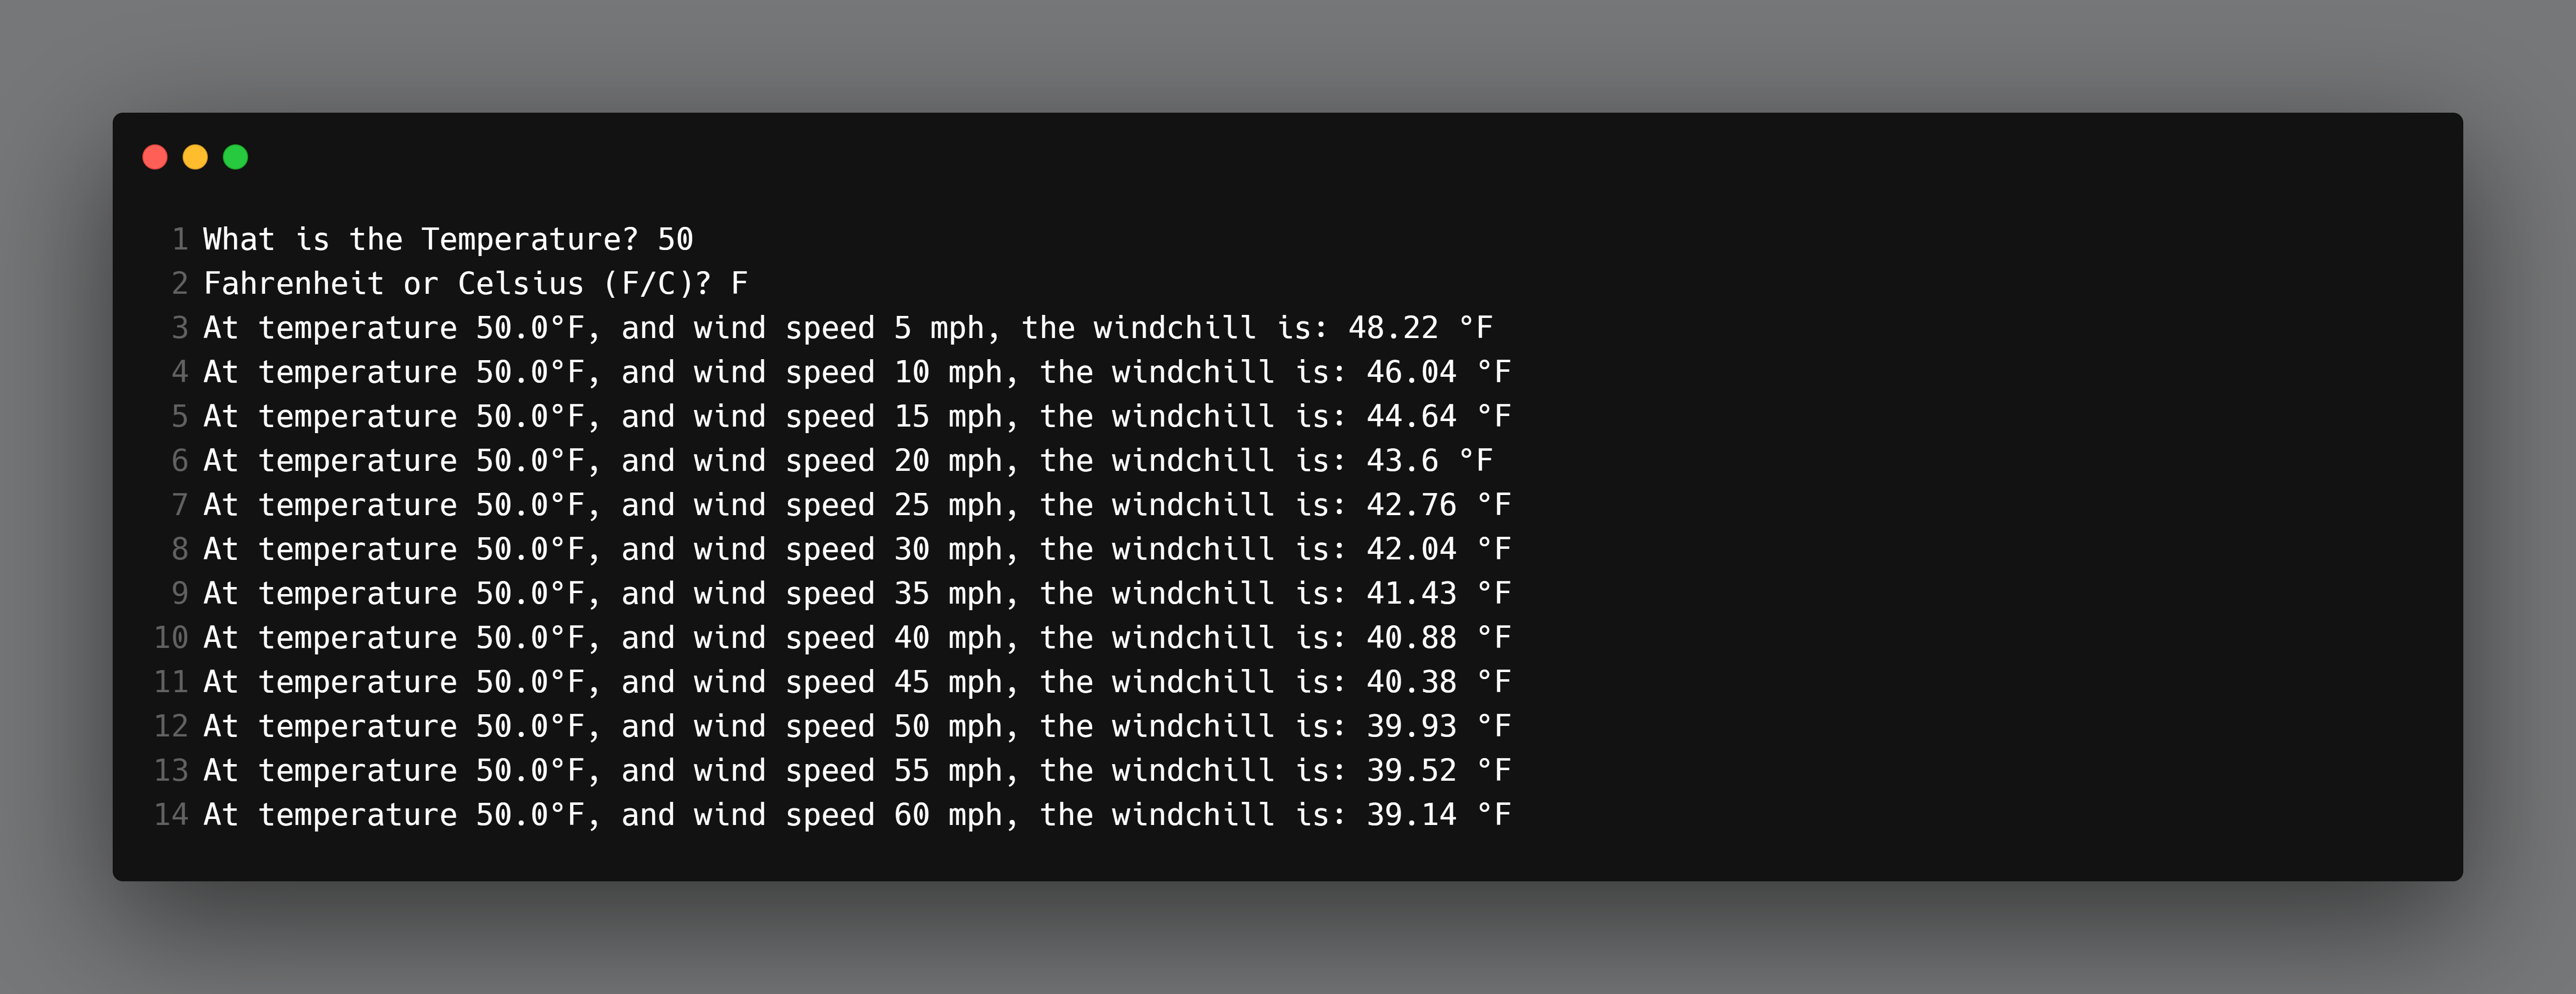 1 What is the Temperature? 50
2 Fahrenheit or Celsius (F/C)? F
3 At temperature 50.0°F, and wind speed 5 mph, the windchill is: 48.22 °F
4 At temperature 50.0°F, and wind speed 10 mph, the windchill is: 46.04 °F
5 At temperature 50.0°F, and wind speed 15 mph, the windchill is: 44.64 °F
6 At temperature 50.0°F, and wind speed 20 mph, the windchill is: 43.6 °F
7 At temperature 50.0°F, and wind speed 25 mph, the windchill is: 42.76 °F
8 At temperature 50.0°F, and wind speed 30 mph, the windchill is: 42.04 °F
9 At temperature 50.0°F, and wind speed 35 mph, the windchill is: 41.43 °F
10 At temperature 50.0°F, and wind speed 40 mph, the windchill is: 40.88 °F
11 At temperature 50.0°F, and wind speed 45 mph, the windchill is: 40.38 °F
12 At temperature 50.0°F, and wind speed 50 mph, the windchill is: 39.93 °F
13 At temperature 50.0°F, and wind speed 55 mph, the windchill is: 39.52 °F
14 At temperature 50.0°F, and wind speed 60 mph, the windchill is: 39.14 °F